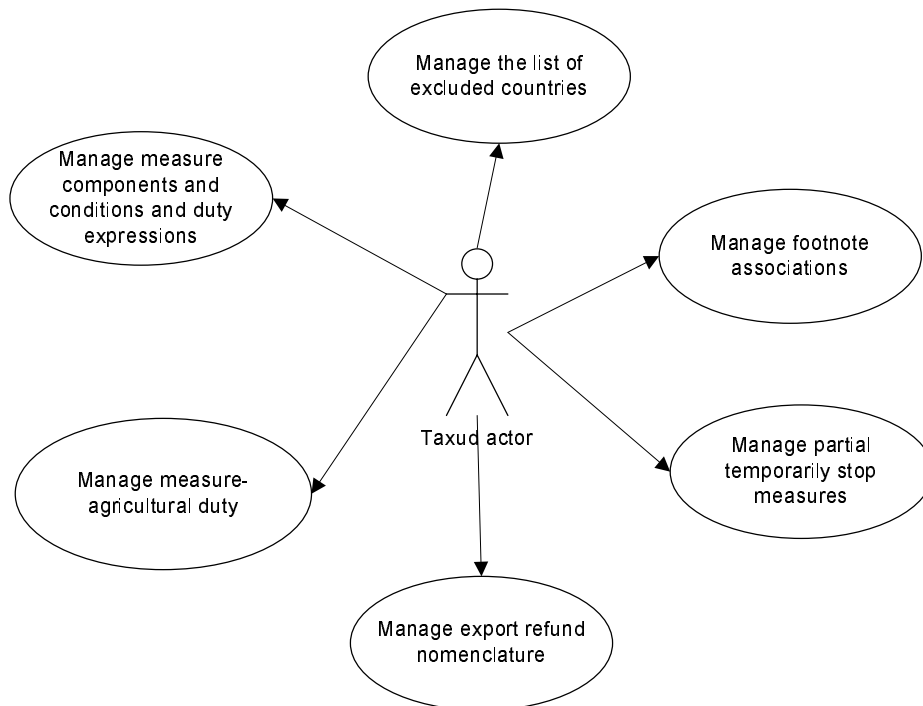 Manage the list of
excluded countries
Manage measure
components and
conditions and duty
expressions
Manage footnote
associations
Taxud actor
Manage measure-
agricultural duty
Manage partial
temporarily stop
measures
Manage export refund
nomenclature